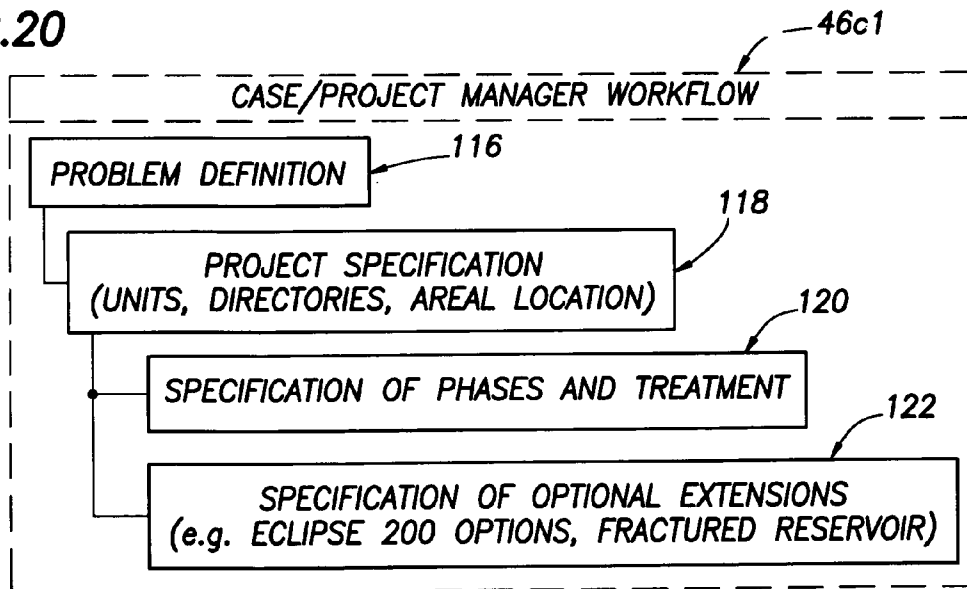 .20
46c1
CASE/PROJECT MANAGER WORKFLOW
PROBLEM DEFINITION
116
118
PROJECT SPECIFICATION
(UNITS, DIRECTORIES, AREAL LOCATION)
120
SPECIFICATION OF PHASES AND TREATMENT
122
SPECIFICATION OF OPTIONAL EXTENSIONS
(e.g. ECLIPSE 200 OPTIONS, FRACTURED RESERVOIR)